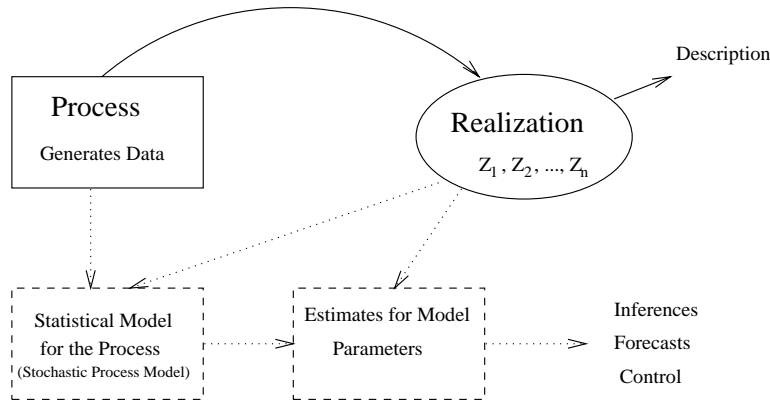 Description
Process
Generates Data
Realization
Z1, Z2, ..., Zn
Statistical Model
for the Process
(Stochastic Process Model)
Estimates for Model
Parameters
Inferences
Forecasts
Control